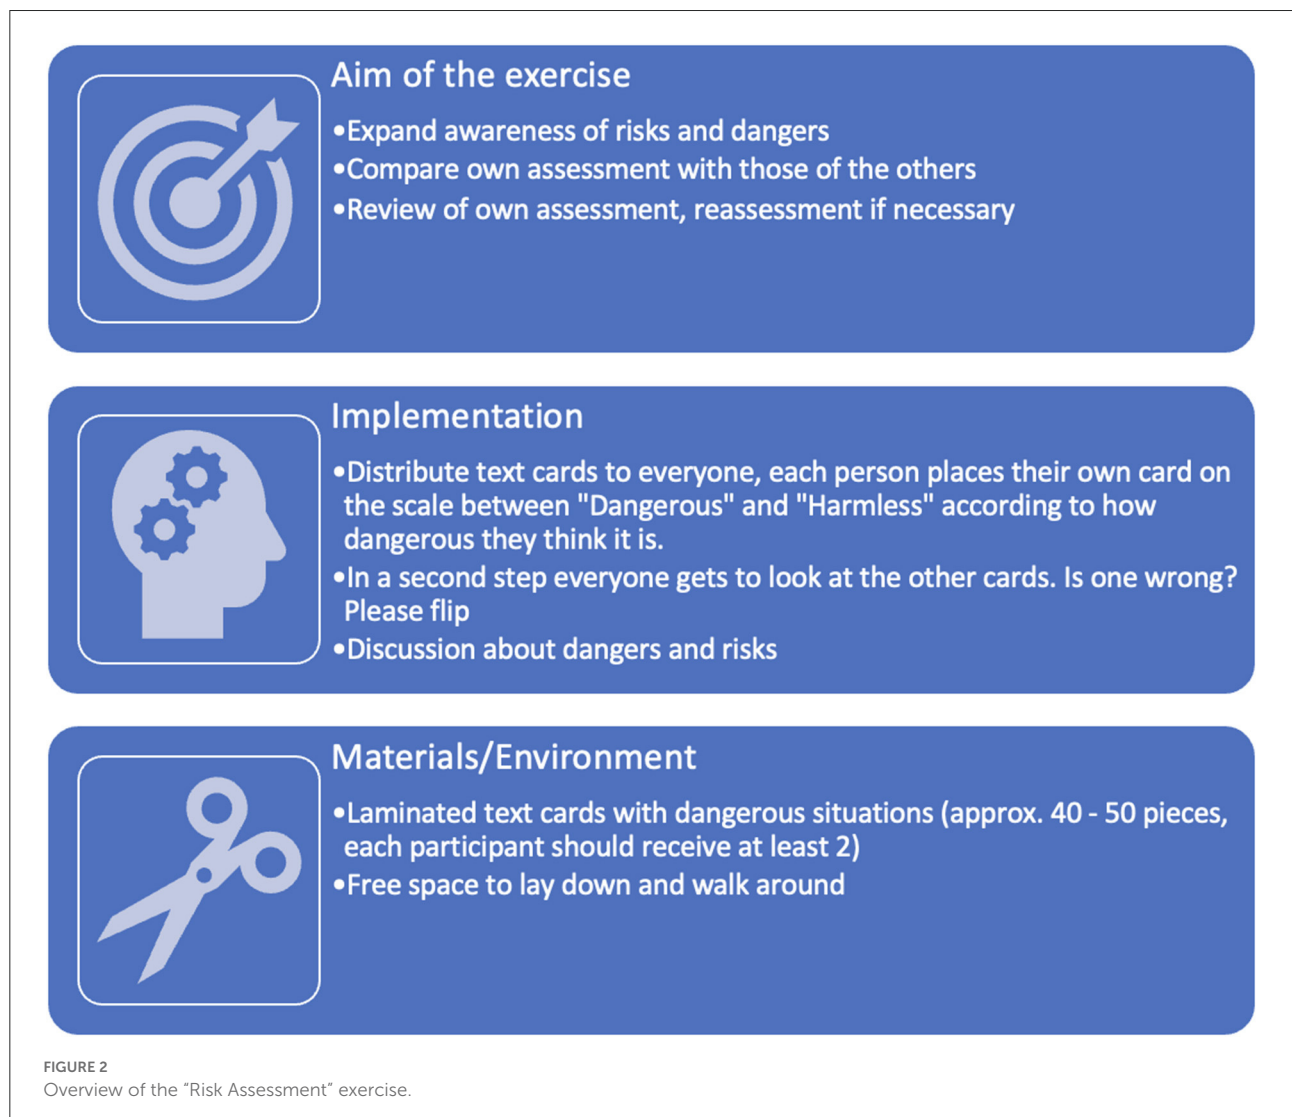 Aim of the exercise
•Expand awareness of risks and dangers
•Compare own assessment with those of the others
•Review of own assessment, reassessment if necessary
Implementation
•Distribute text cards to everyone, each person places their own card on
the scale between "Dangerous" and "Harmless" according to how
dangerous they think it is.
•In a second step everyone gets to look at the other cards. Is one wrong?
Please flip
•Discussion about dangers and risks
Materials/Environment
•Laminated text cards with dangerous situations (approx. 40 - 50 pieces,
each participant should receive at least 2)
•Free space to lay down and walk around
FIGURE 2
Overview of the “Risk Assessment” exercise.